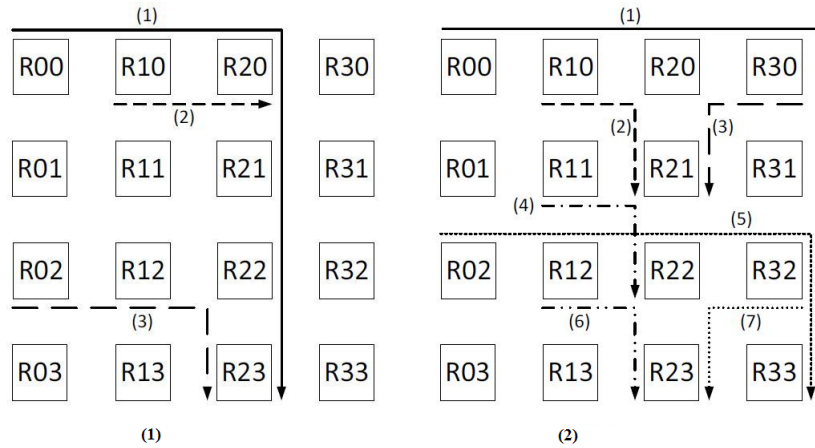 (1) (1)
R00 R10 R20 R30 R00 R10 R20 R30
(2) (2) (3)
R01 R11 R21 R31 R01 R11 R21 R31
(4) (5)
R02 R12 R22 R32 R02 R12 R22 R32
(3) (6) (7)
R03 R13 R23 R33 R03 R13 R23 R33
(1) (2)